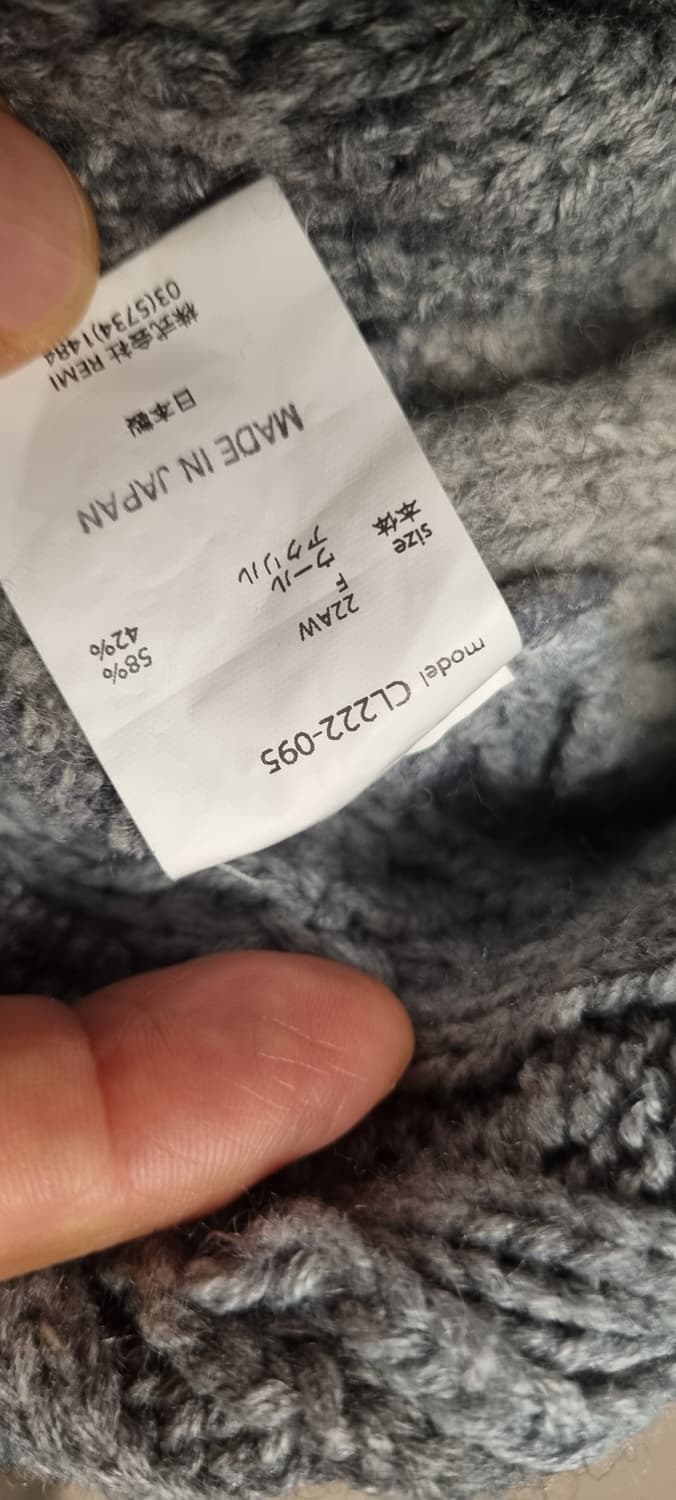 model CL222-095
22AW
size F
本体 ウール 58%
アクリル 42%
MADE IN JAPAN
日本製
株式会社 REMI
03(5734)1484